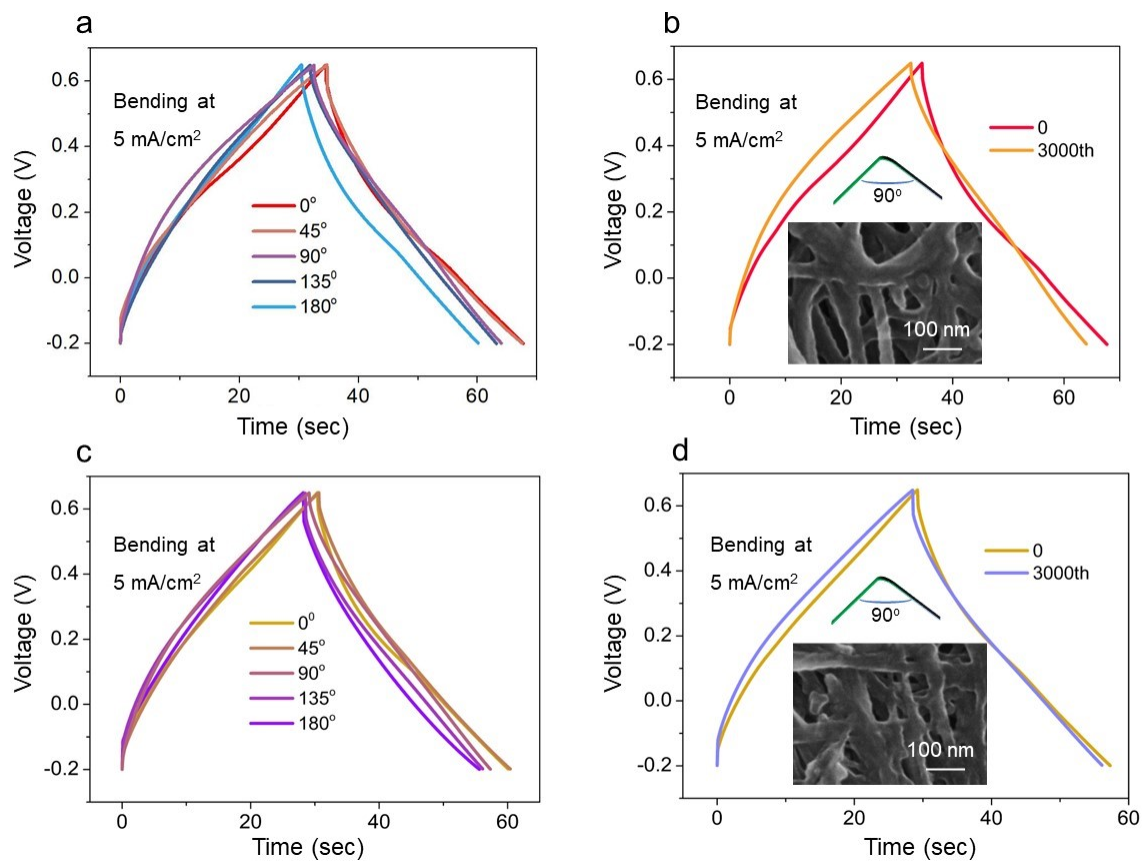 a
Voltage (V)
0.6
0.4
0.2
0.0
-0.2
Bending at
5 mA/cm²
0°
45°
90°
135°
180°
0
20
40
60
Time (sec)
b
Voltage (V)
0.6
0.4
0.2
0.0
-0.2
Bending at
5 mA/cm²
0
3000th
90°
100 nm
0
20
40
60
Time (sec)
c
Voltage (V)
0.6
0.4
0.2
0.0
-0.2
Bending at
5 mA/cm²
0⁰
45°
90°
135°
180°
0
20
40
60
Time (sec)
d
Voltage (V)
0.6
0.4
0.2
0.0
-0.2
Bending at
5 mA/cm²
0
3000th
90°
100 nm
0
20
40
60
Time (sec)